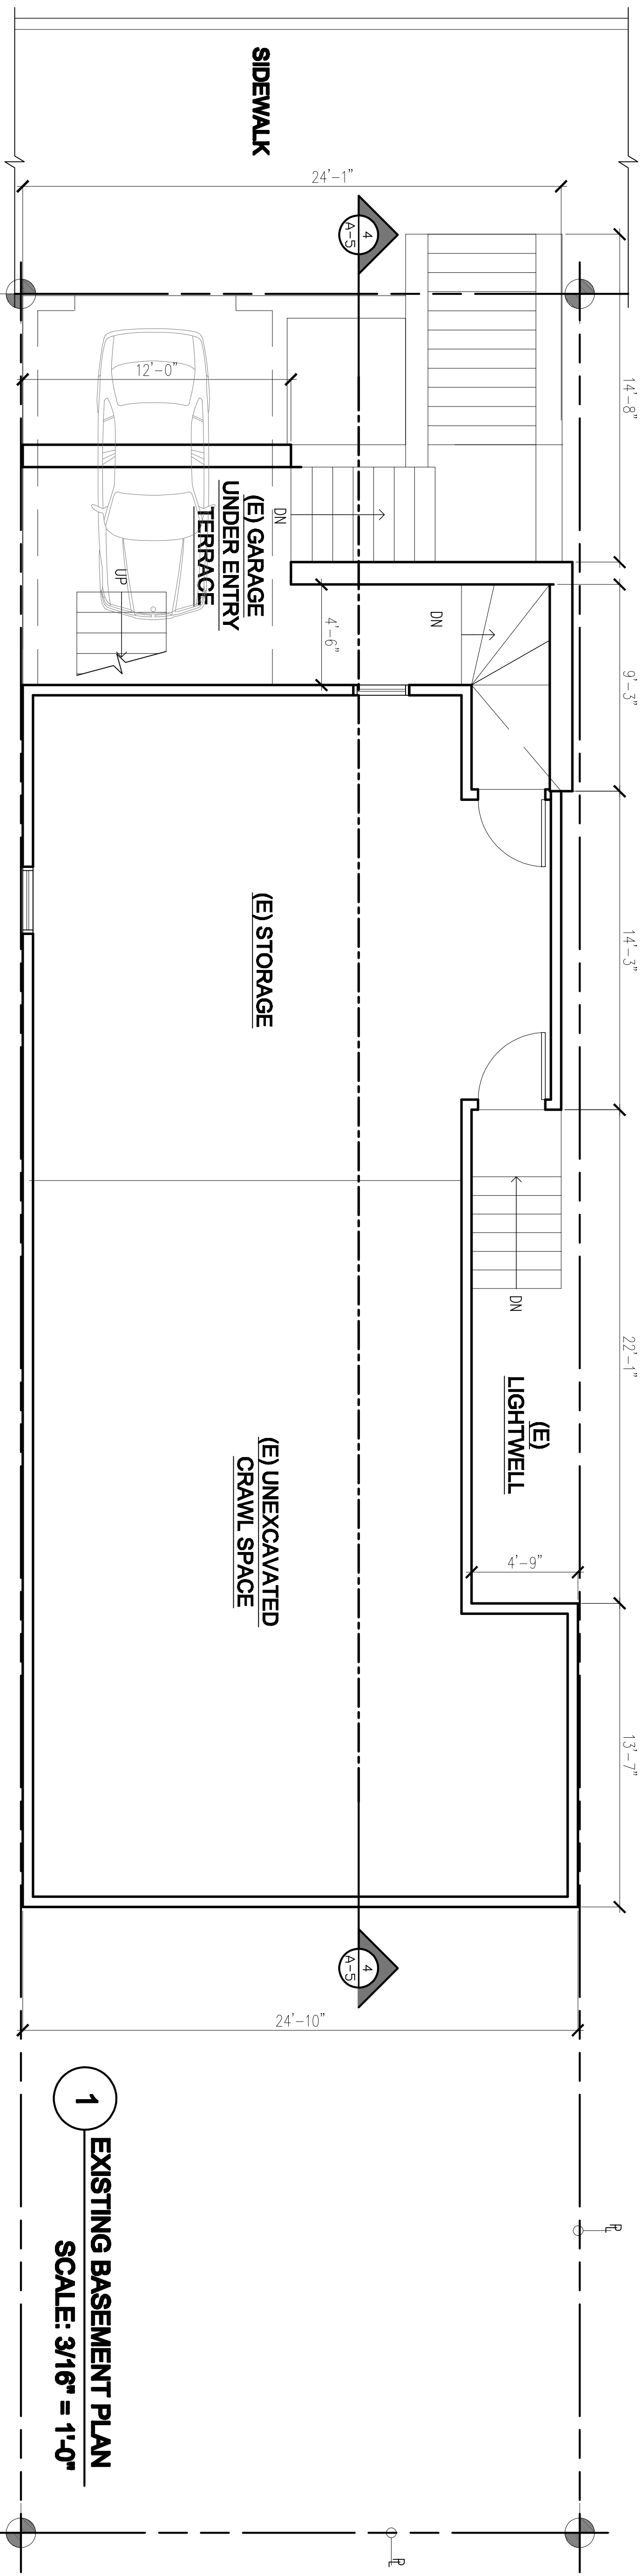 SIDEWALK
24'-1"
4
A-5
14'-8"
12'-0"
(E) GARAGE
UNDER ENTRY
TERRACE
DN
UP
4'-6"
DN
9'-3"
(E) STORAGE
14'-3"
DN
22'-1"
(E)
LIGHTWELL
(E) UNEXCAVATED
CRAWL SPACE
4'-9"
13'-7"
4
A-5
24'-10"
1
EXISTING BASEMENT PLAN
SCALE: 3/16" = 1'-0"
PL
PL